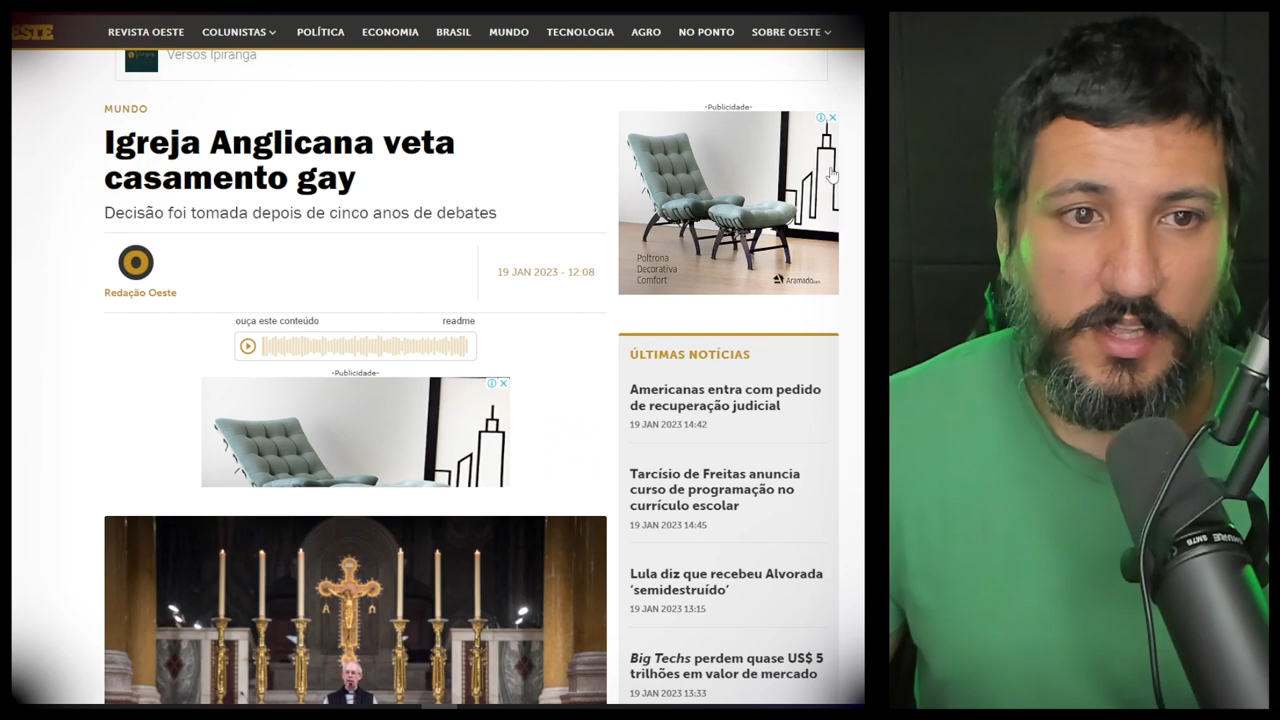 ESTE
REVISTA OESTE
COLUNISTAS
POLÍTICA
ECONOMIA
BRASIL
MUNDO
TECNOLOGIA
AGRO
NO PONTO
SOBRE OESTE
Versos Ipiranga
MUNDO
Igreja Anglicana veta
casamento gay
Decisão foi tomada depois de cinco anos de debates
Redação Oeste
19 JAN 2023 - 12:08
ouça este conteúdo
readme
-Publicidade-
-Publicidade-
Poltrona
Decorativa
Comfort
Aramado.com
ÚLTIMAS NOTÍCIAS
Americanas entra com pedido
de recuperação judicial
19 JAN 2023 14:42
Tarcísio de Freitas anuncia
curso de programação no
currículo escolar
19 JAN 2023 14:45
Lula diz que recebeu Alvorada
‘semidestruído’
19 JAN 2023 13:15
Big Techs perdem quase US$ 5
trilhões em valor de mercado
19 JAN 2023 13:33
SHURE SM7B